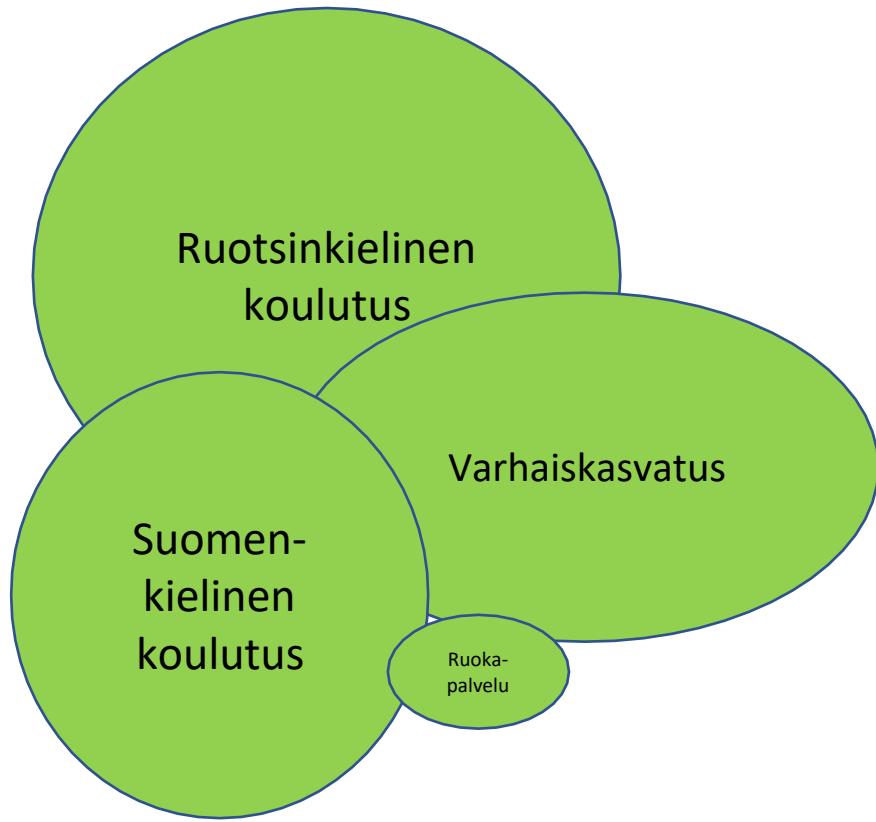 Ruotsinkielinen
koulutus
Varhaiskasvatus
Suomen-
kielinen
koulutus
Ruoka-
palvelu